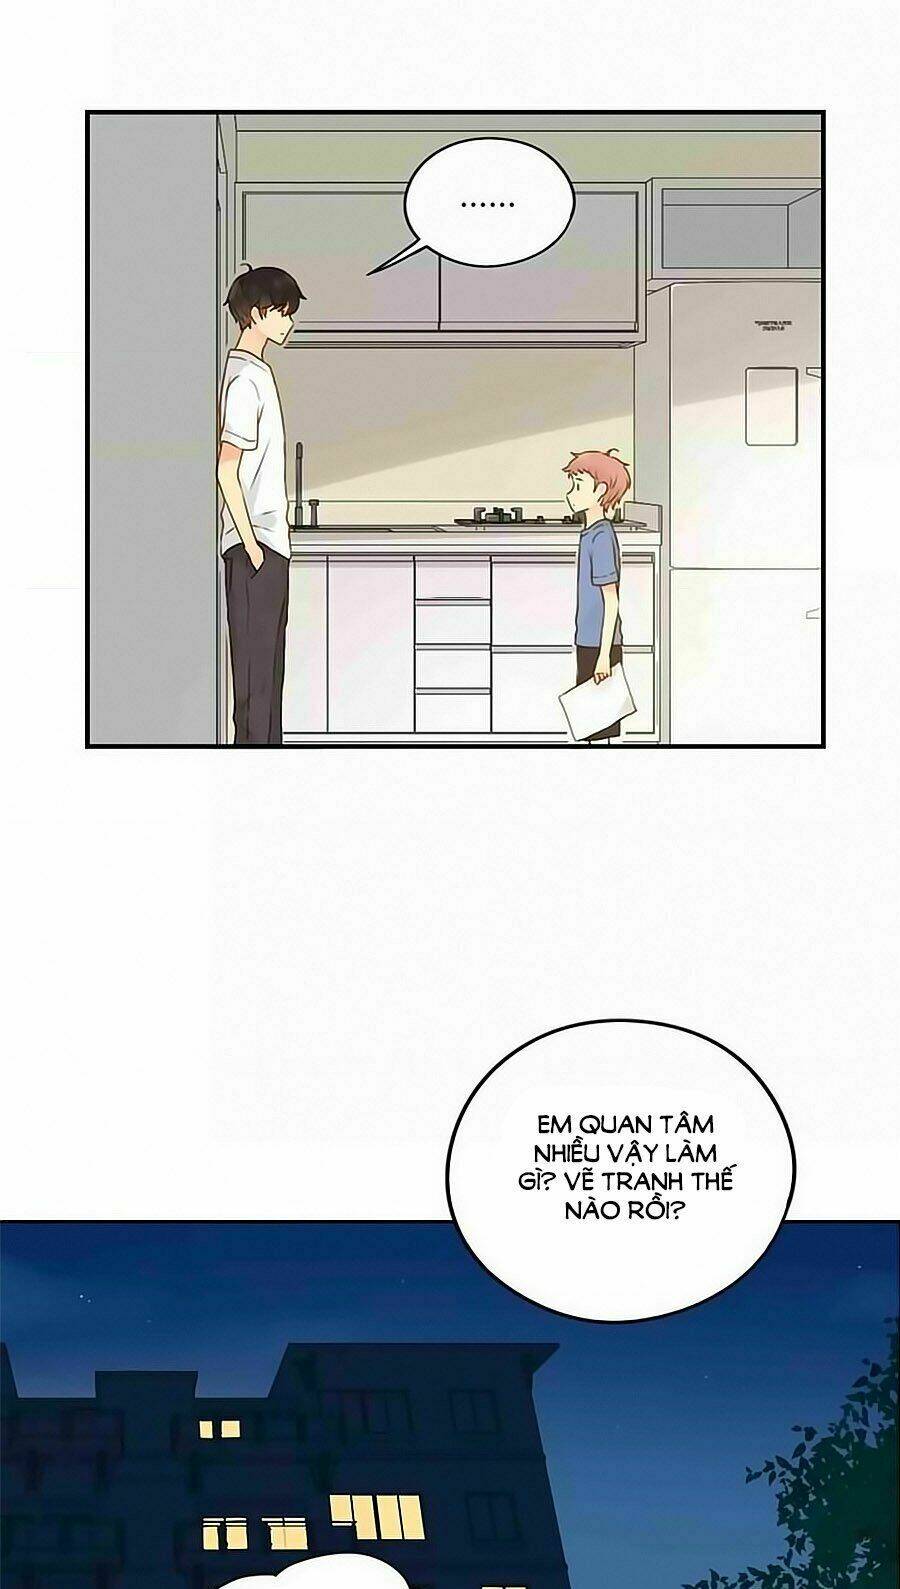 ......
EM QUAN TÂM
NHIỀU VẬY LÀM
GÌ? VẼ TRANH THẾ
NÀO RỒI?